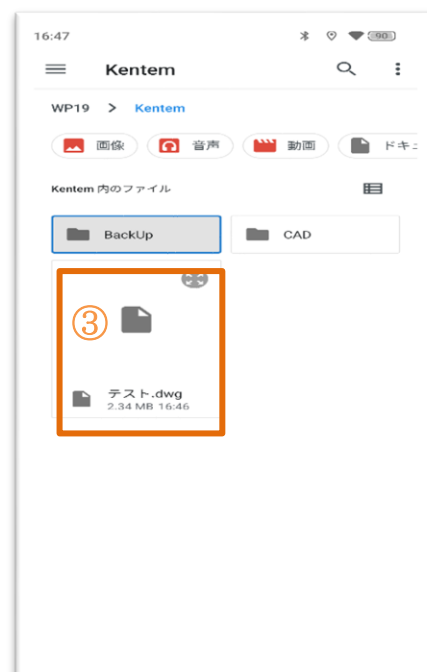 16:47
90
Kentem
WP19 > Kentem
画像 音声 動画 ドキュ
Kentem 内のファイル
BackUp CAD
③
テスト.dwg
2.34 MB 16:46